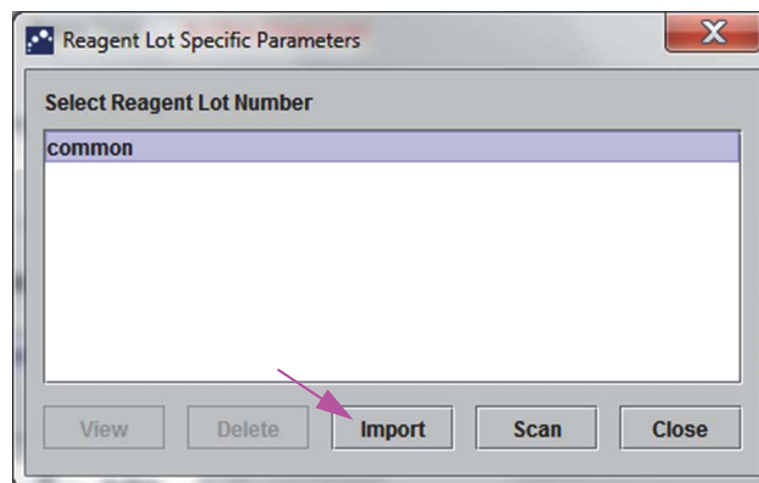 Reagent Lot Specific Parameters
Select Reagent Lot Number
common
View Delete Import Scan Close